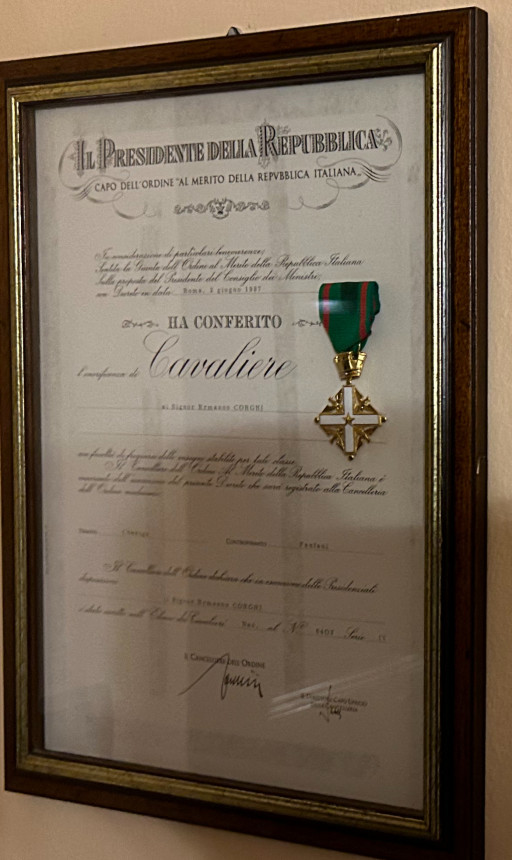 IL PRESIDENTE DELLA REPUBBLICA
CAPO DELL'ORDINE "AL MERITO DELLA REPVBBLICA ITALIANA"
In considerazione di particolari benemerenze;
Sentita la Giunta dell'Ordine al Merito della Repubblica Italiana
Sulla proposta del Presidente del Consiglio dei Ministri;
con Decreto in data Roma, 2 giugno
HA CONFERITO
l'onorificenza di Cavaliere
al Signor Ermanno CORGHI
con facoltà di fregiarsi delle insegne stabilite per tale classe.
Il Cancelliere dell'Ordine Al Merito della Repubblica Italiana è
incaricato dell'esecuzione del presente Decreto che sarà registrato alla Cancelleria
dell'Ordine medesimo.
Ciampi Controfirmato
Il Cancelliere dell'Ordine dichiara che in esecuzione delle Presidenziali
disposizioni
il Signor Ermanno CORGHI
è stato iscritto nell'Elenco dei Cavalieri Naz. al N° Serie
IL CANCELLIERE DELL'ORDINE